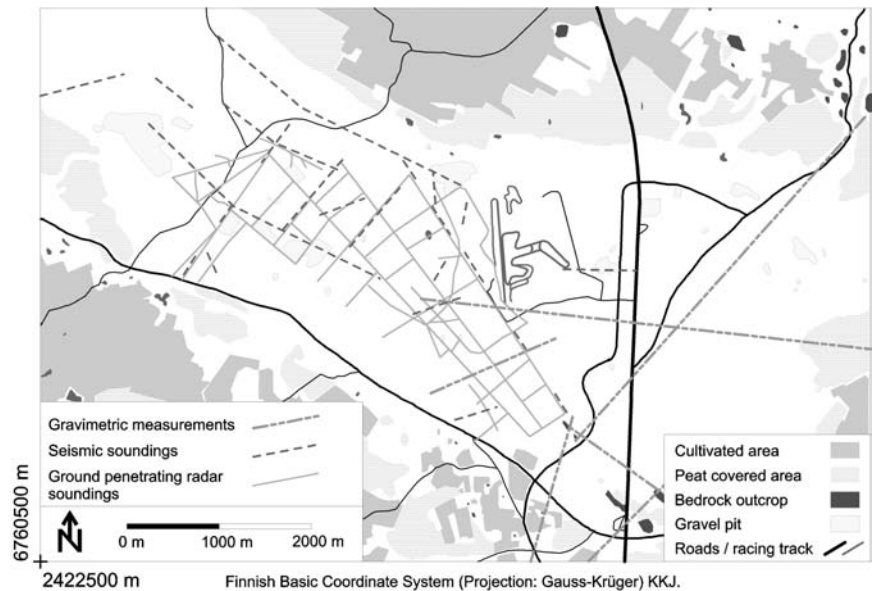 Gravimetric measurements
Seismic soundings
Ground penetrating radar
soundings
N
0 m 1000 m 2000 m
Cultivated area
Peat covered area
Bedrock outcrop
Gravel pit
Roads / racing track
6760500 m
2422500 m
Finnish Basic Coordinate System (Projection: Gauss-Krüger) KKJ.